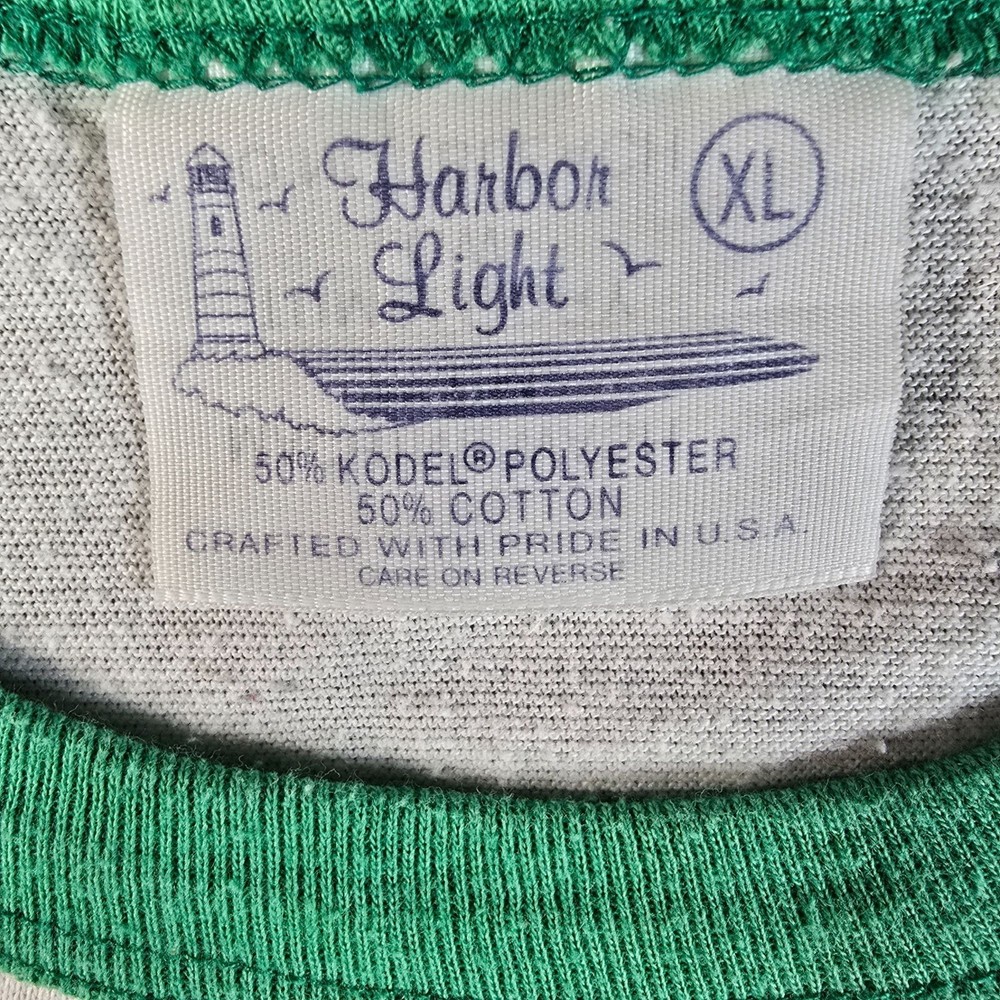 Harbor
Light
XL
50% KODEL® POLYESTER
50% COTTON
CRAFTED WITH PRIDE IN U.S.A.
CARE ON REVERSE